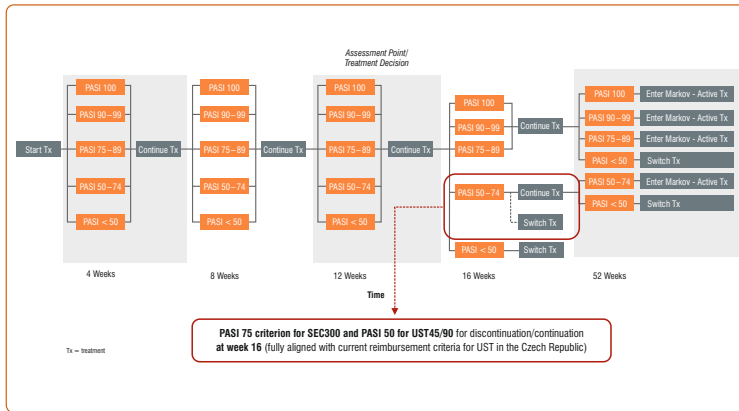 Assessment Point/
Treatment Decision
Start Tx
PASI 100
PASI 90–99
PASI 75–89
PASI 50–74
PASI < 50
Continue Tx
4 Weeks
PASI 100
PASI 90–99
PASI 75–89
PASI 50–74
PASI < 50
Continue Tx
8 Weeks
PASI 100
PASI 90–99
PASI 75–89
PASI 50–74
PASI < 50
Continue Tx
12 Weeks
PASI 100
PASI 90–99
PASI 75–89
Continue Tx
PASI 50–74
Continue Tx
Switch Tx
PASI < 50
Switch Tx
16 Weeks
PASI 100
Enter Markov - Active Tx
PASI 90–99
Enter Markov - Active Tx
PASI 75–89
Enter Markov - Active Tx
PASI < 50
Switch Tx
PASI 50–74
Enter Markov - Active Tx
PASI < 50
Switch Tx
52 Weeks
Time
PASI 75 criterion for SEC300 and PASI 50 for UST45/90 for discontinuation/continuation
at week 16 (fully aligned with current reimbursement criteria for UST in the Czech Republic)
Tx = treatment